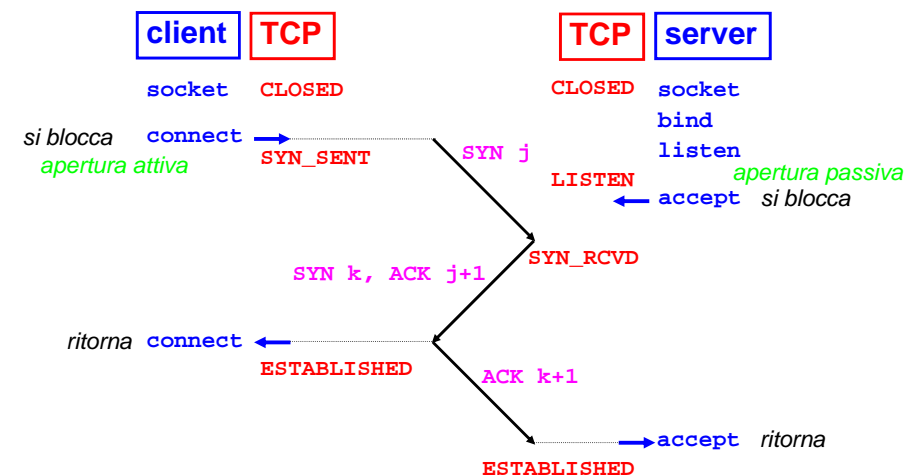 client TCP TCP server
socket CLOSED CLOSED socket
bind
si blocca connect
SYN_SENT SYN j listen
apertura attiva
apertura passiva
LISTEN
accept si blocca
SYN_RCVD
SYN k, ACK j+1
ritorna connect
ESTABLISHED
ACK k+1
accept ritorna
ESTABLISHED